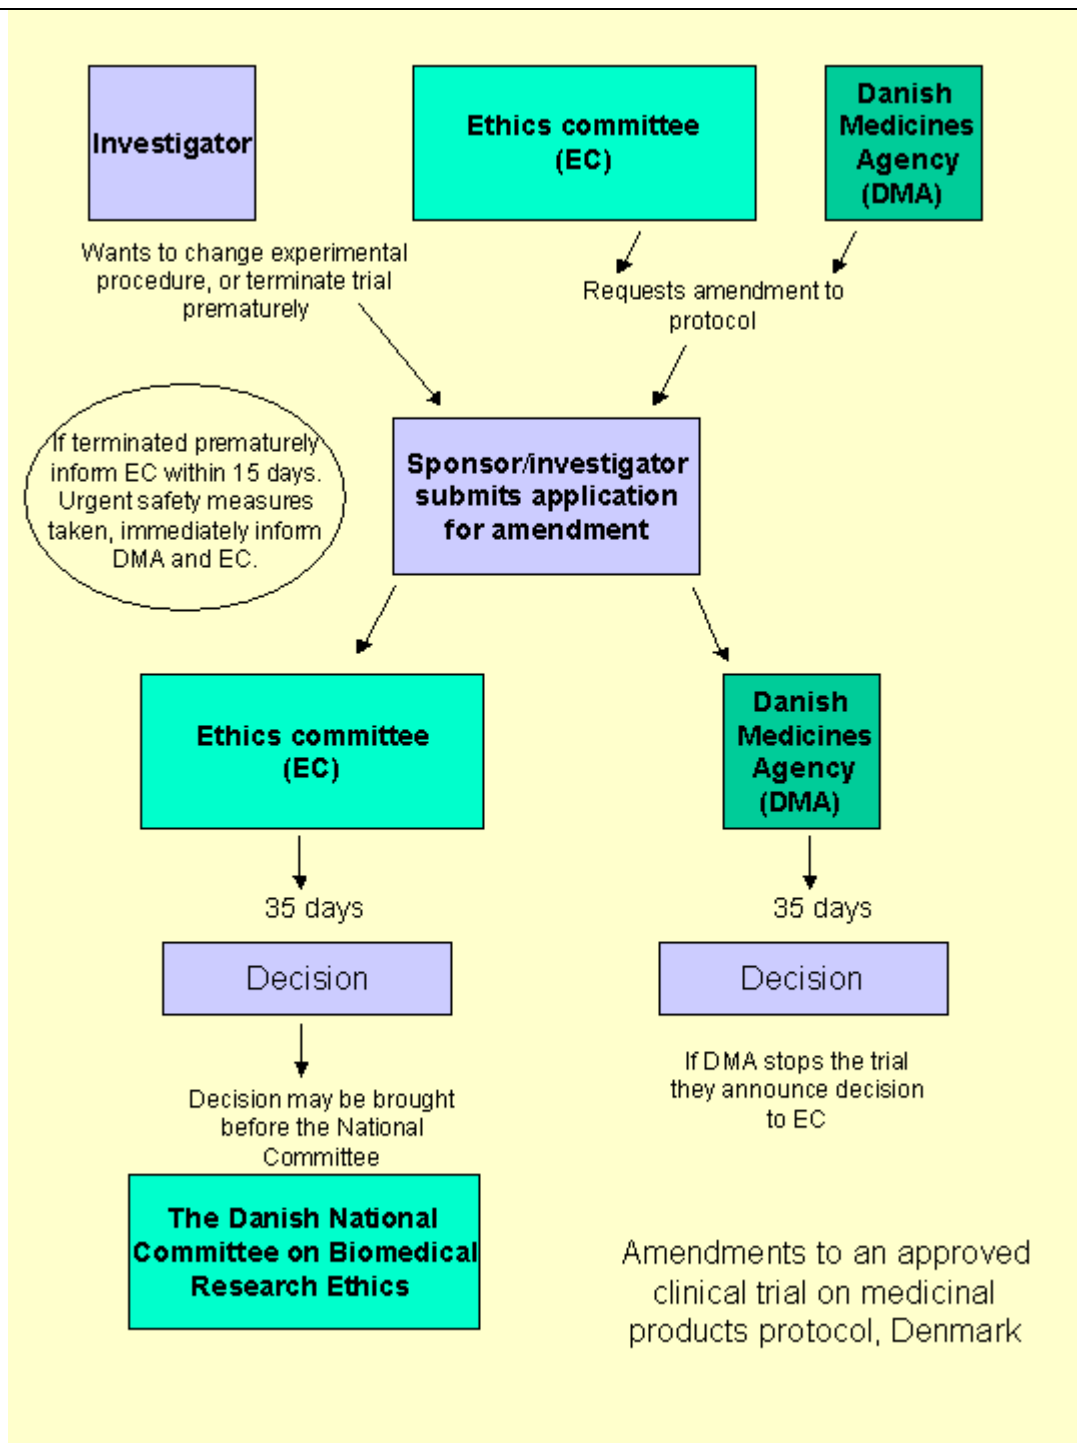 Investigator
Ethics committee
(EC)
Danish
Medicines
Agency
(DMA)
Wants to change experimental
procedure, or terminate trial
prematurely
Requests amendment to
protocol
If terminated prematurely
inform EC within 15 days.
Urgent safety measures
taken, immediately inform
DMA and EC.
Sponsor/investigator
submits application
for amendment
Ethics committee
(EC)
Danish
Medicines
Agency
(DMA)
35 days
35 days
Decision
Decision
Decision may be brought
before the National
Committee
If DMA stops the trial
they announce decision
to EC
The Danish National
Committee on Biomedical
Research Ethics
Amendments to an approved
clinical trial on medicinal
products protocol, Denmark